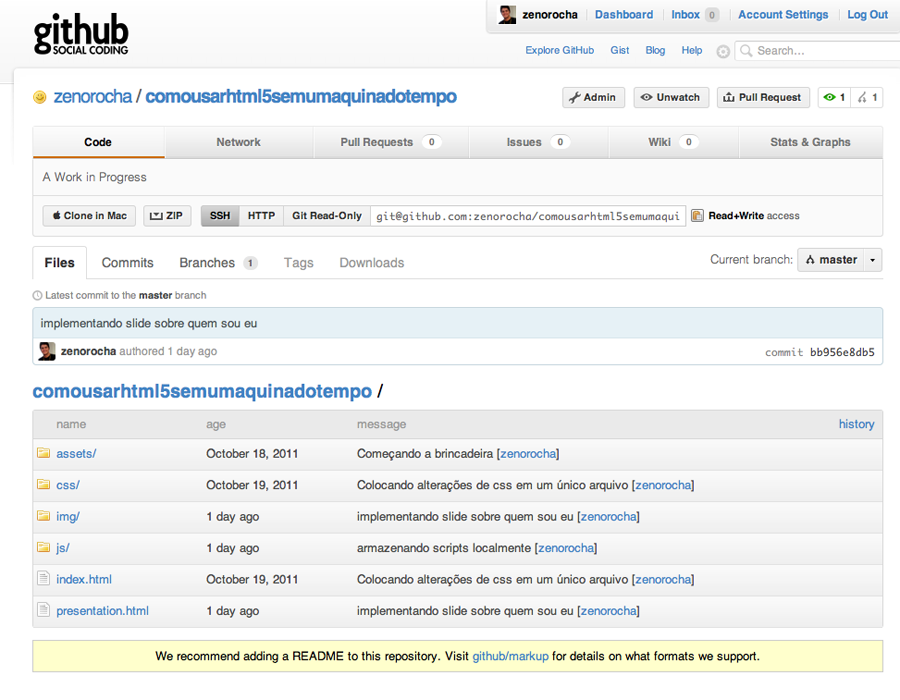 github
SOCIAL CODING
zenorocha Dashboard Inbox 0 Account Settings Log Out
Explore GitHub Gist Blog Help Search...
zenorocha / comousarhtml5semumaquinadotempo
Admin Unwatch Pull Request 1 1
Code Network Pull Requests 0 Issues 0 Wiki 0 Stats & Graphs
A Work in Progress
Clone in Mac ZIP SSH HTTP Git Read-Only git@github.com:zenorocha/comousarhtml5semumaqui Read+Write access
Files Commits Branches 1 Tags Downloads Current branch: master
Latest commit to the master branch
implementando slide sobre quem sou eu
zenorocha authored 1 day ago commit bb956e8db5
comousarhtml5semumaquinadotempo /
name age message history
assets/ October 18, 2011 Começando a brincadeira [zenorocha]
css/ October 19, 2011 Colocando alterações de css em um único arquivo [zenorocha]
img/ 1 day ago implementando slide sobre quem sou eu [zenorocha]
js/ 1 day ago armazenando scripts localmente [zenorocha]
index.html October 19, 2011 Colocando alterações de css em um único arquivo [zenorocha]
presentation.html 1 day ago implementando slide sobre quem sou eu [zenorocha]
We recommend adding a README to this repository. Visit github/markup for details on what formats we support.